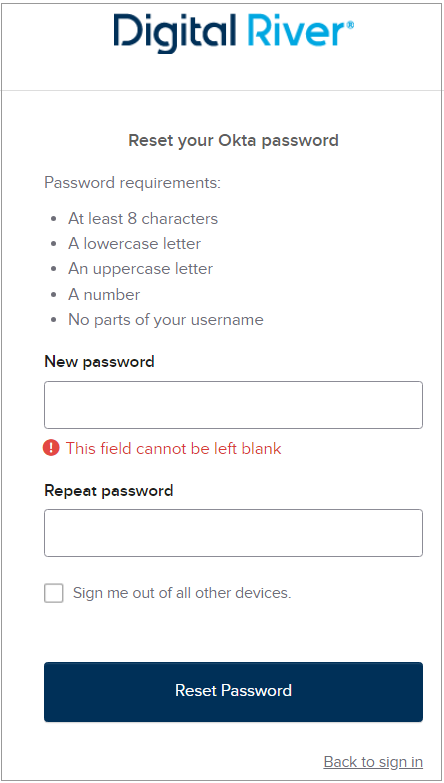 Digital River®
Reset your Okta password
Password requirements:
• At least 8 characters
• A lowercase letter
• An uppercase letter
• A number
• No parts of your username
New password
! This field cannot be left blank
Repeat password
Sign me out of all other devices.
Reset Password
Back to sign in